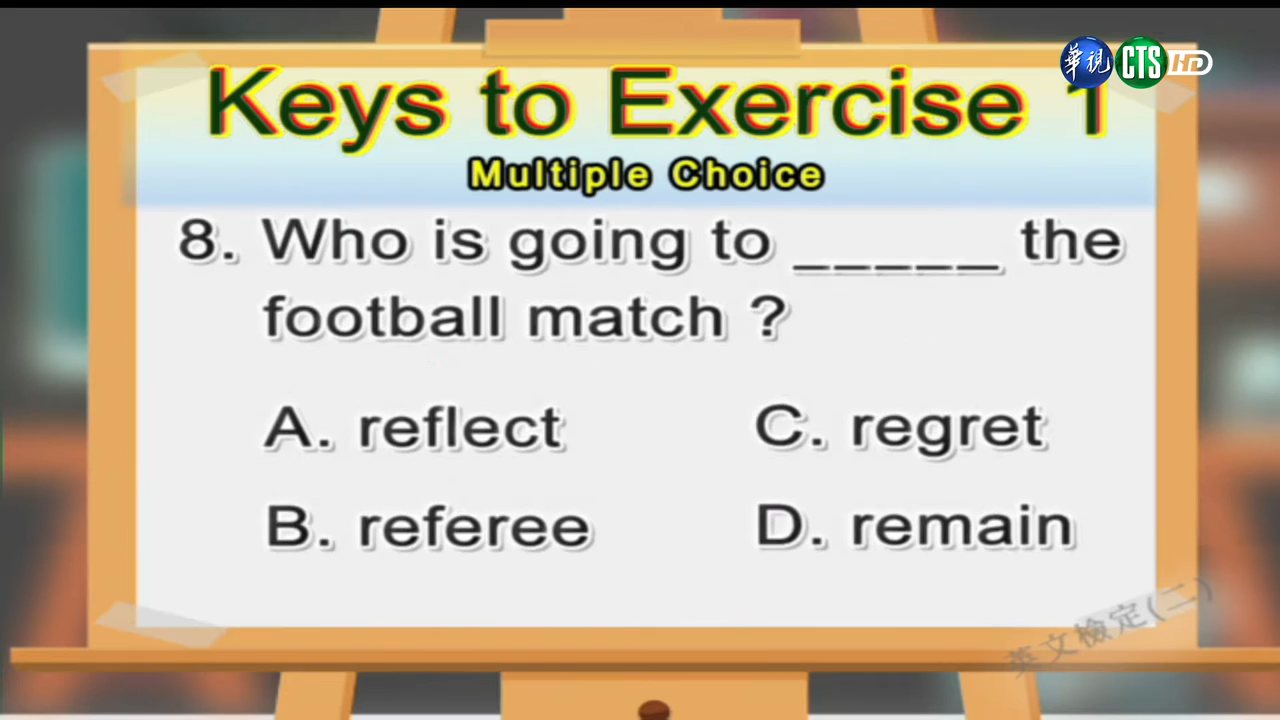 華視 CTS HD
Keys to Exercise 1
Multiple Choice
8. Who is going to _____ the
football match ?
A. reflect
C. regret
B. referee
D. remain
英文檢定(二)